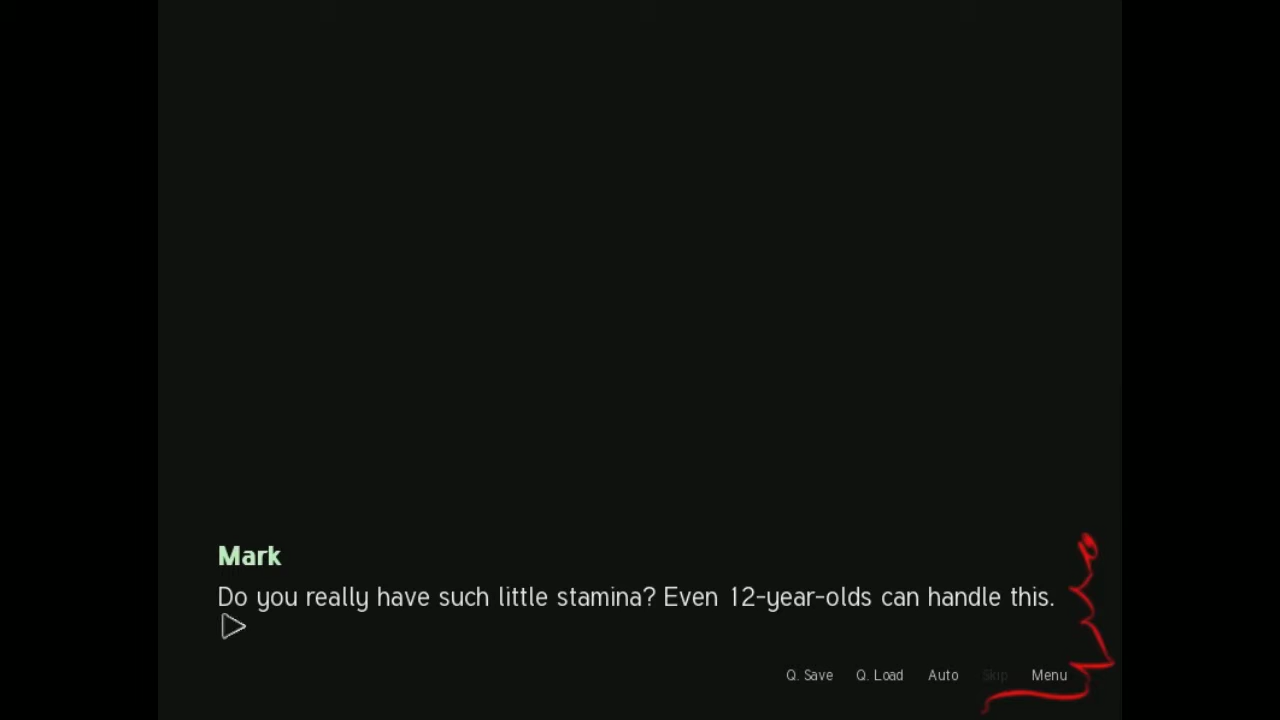 Mark
Do you really have such little stamina? Even 12-year-olds can handle this.
Q. Save Q. Load Auto Skip Menu